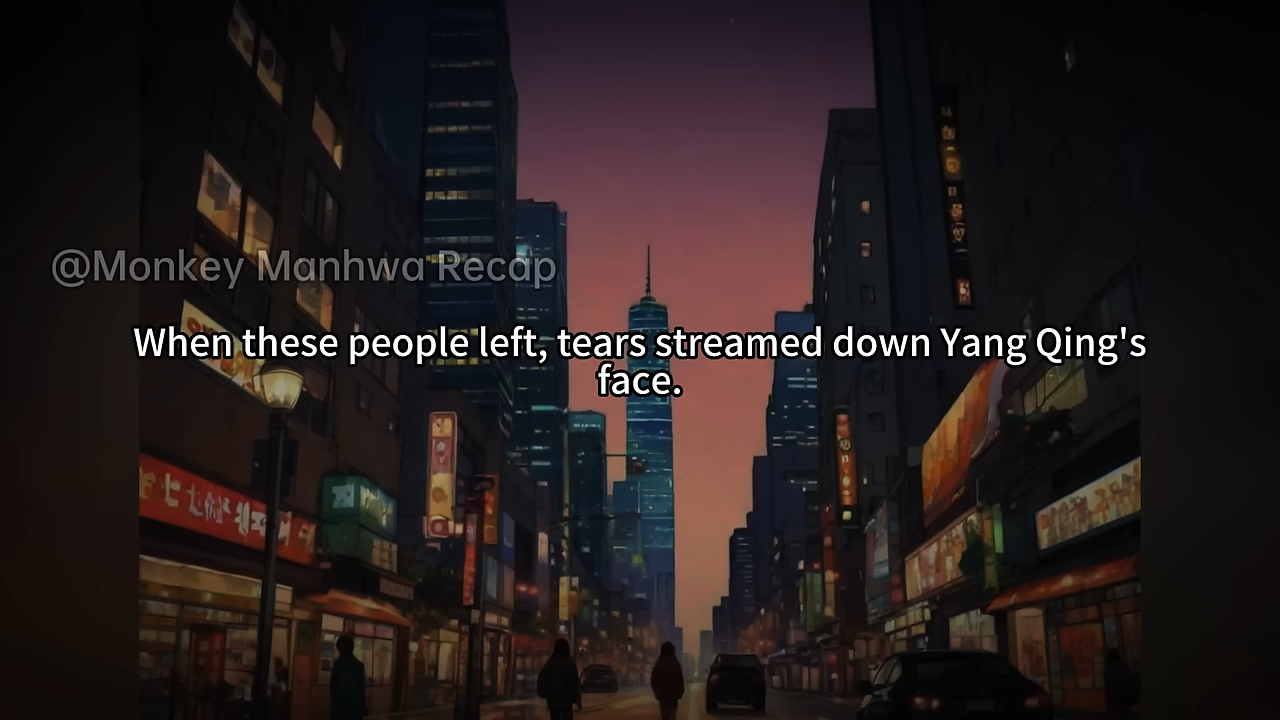 @Monkey Manhwa Recap
When these people left, tears streamed down Yang Qing's
face.